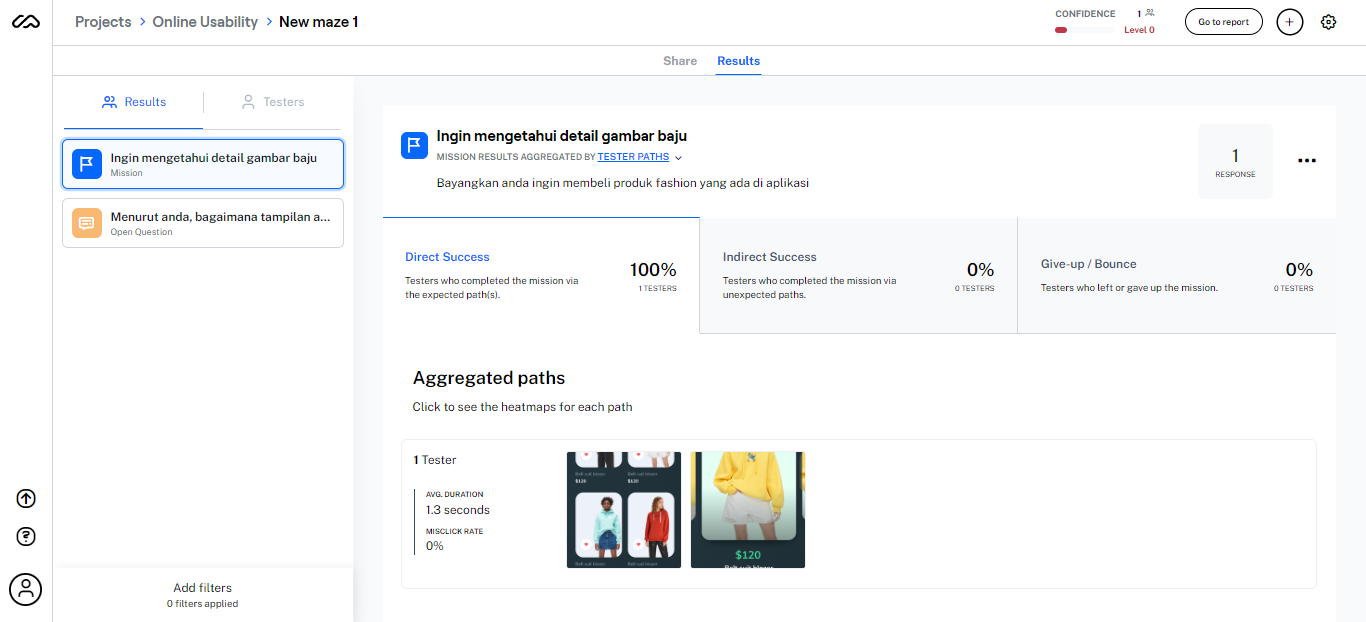 Projects > Online Usability > New maze 1
CONFIDENCE
1
Level 0
Go to report
Share
Results
Results
Testers
Ingin mengetahui detail gambar baju
Mission
Menurut anda, bagaimana tampilan a...
Open Question
Add filters
0 filters applied
Ingin mengetahui detail gambar baju
MISSION RESULTS AGGREGATED BY TESTER PATHS
Bayangkan anda ingin membeli produk fashion yang ada di aplikasi
1
RESPONSE
Direct Success
Testers who completed the mission via
the expected path(s).
100%
1 TESTERS
Indirect Success
Testers who completed the mission via
unexpected paths.
0%
0 TESTERS
Give-up / Bounce
Testers who left or gave up the mission.
0%
0 TESTERS
Aggregated paths
Click to see the heatmaps for each path
1 Tester
AVG. DURATION
1.3 seconds
MISCLICK RATE
0%
$120
$120
$120